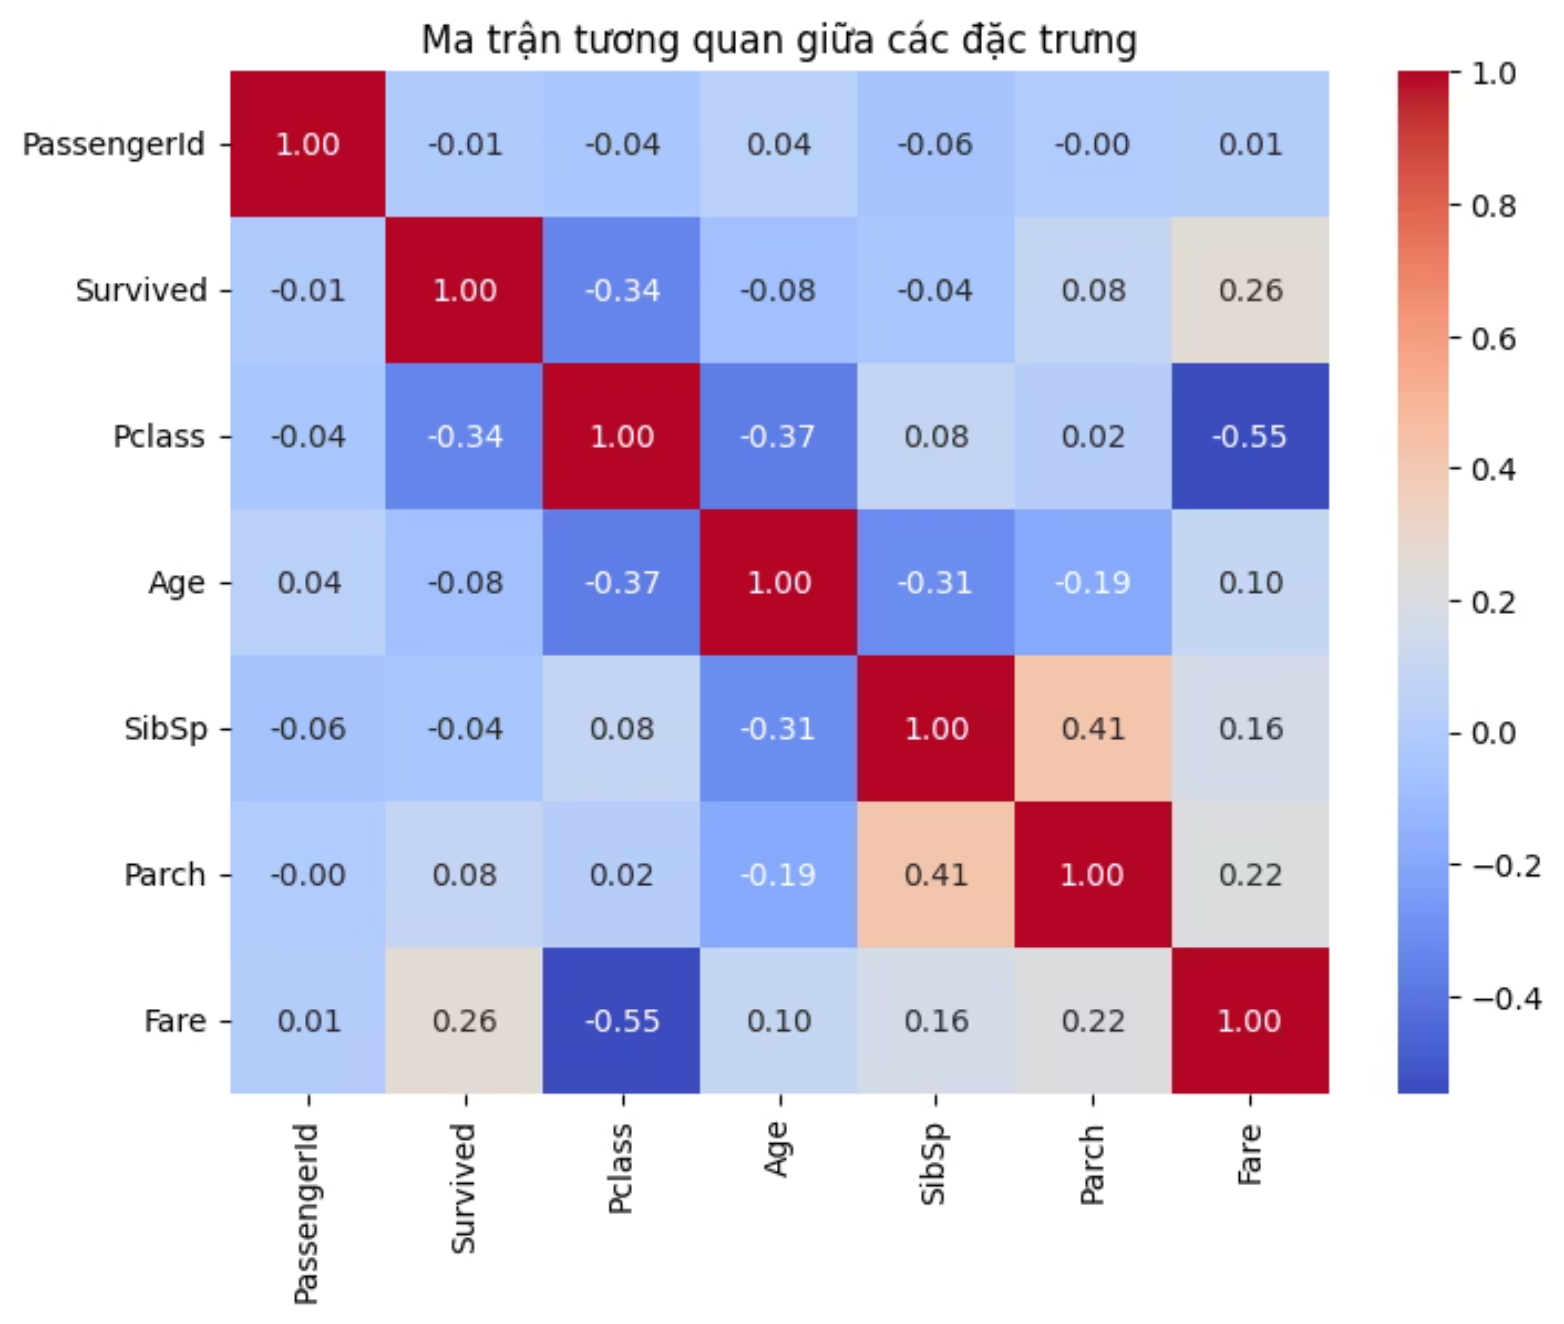 Ma trận tương quan giữa các đặc trưng
PassengerId 1.00 -0.01 -0.04 0.04 -0.06 -0.00 0.01
Survived -0.01 1.00 -0.34 -0.08 -0.04 0.08 0.26
Pclass -0.04 -0.34 1.00 -0.37 0.08 0.02 -0.55
Age 0.04 -0.08 -0.37 1.00 -0.31 -0.19 0.10
SibSp -0.06 -0.04 0.08 -0.31 1.00 0.41 0.16
Parch -0.00 0.08 0.02 -0.19 0.41 1.00 0.22
Fare 0.01 0.26 -0.55 0.10 0.16 0.22 1.00
PassengerId
Survived
Pclass
Age
SibSp
Parch
Fare
1.0
0.8
0.6
0.4
0.2
0.0
−0.2
−0.4